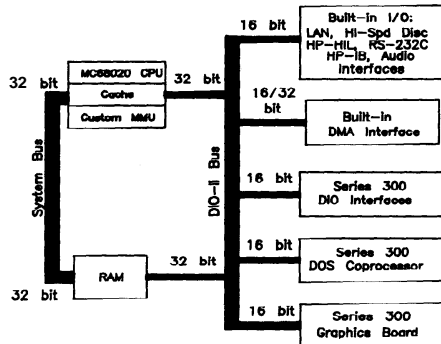 16 bit
Built-in I/O:
LAN, Hi-Spd Disc
HP-HIL, RS-232C
HP-IB, Audio
Interfaces
32 bit
MC68020 CPU
Cache
Custom MMU
32 bit
16/32
bit
Built-in
DMA Interface
System Bus
DIO-II Bus
16 bit
Series 300
DIO Interfaces
16 bit
Series 300
DOS Coprocessor
RAM
32 bit
32 bit
16 bit
Series 300
Graphics Board